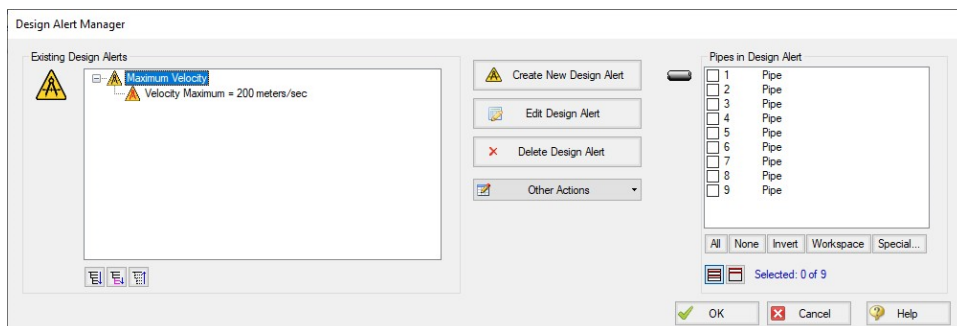 Design Alert Manager
Existing Design Alerts
Maximum Velocity
Velocity Maximum = 200 meters/sec
Create New Design Alert
Edit Design Alert
Delete Design Alert
Other Actions
Pipes in Design Alert
1 Pipe
2 Pipe
3 Pipe
4 Pipe
5 Pipe
6 Pipe
7 Pipe
8 Pipe
9 Pipe
All None Invert Workspace Special...
Selected: 0 of 9
OK Cancel Help